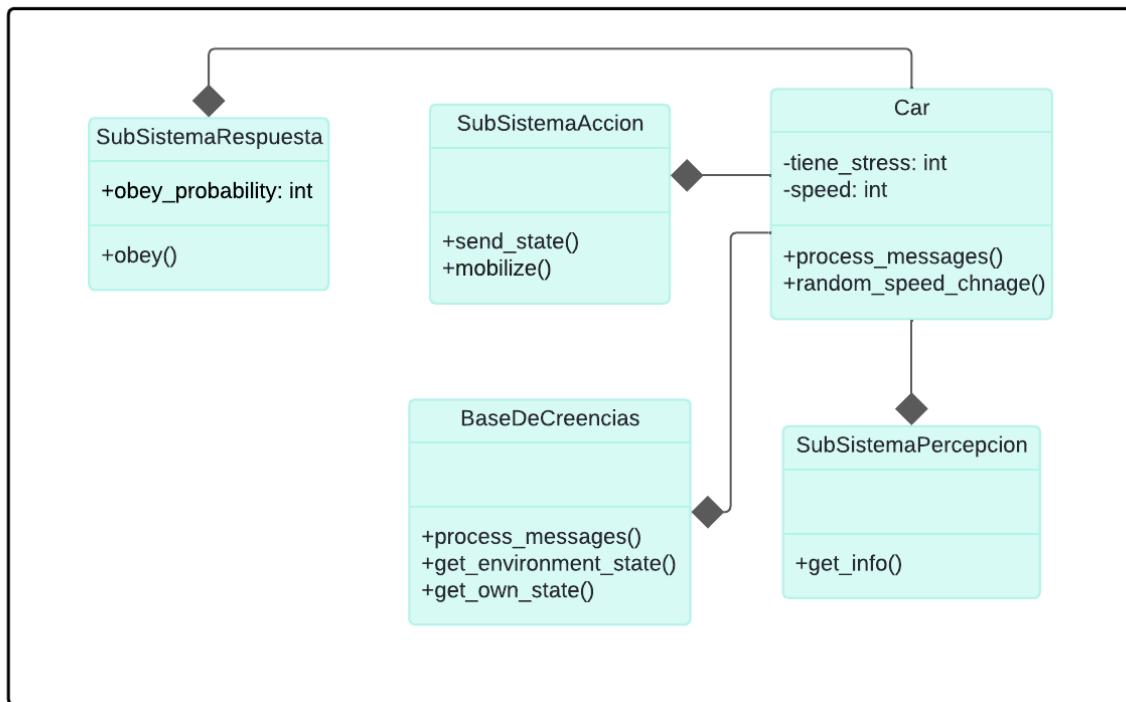 SubSistemaRespuesta
+obey_probability: int
+obey()
SubSistemaAccion
+send_state()
+mobilize()
Car
-tiene_stress: int
-speed: int
+process_messages()
+random_speed_chnage()
BaseDeCreencias
+process_messages()
+get_environment_state()
+get_own_state()
SubSistemaPercepcion
+get_info()